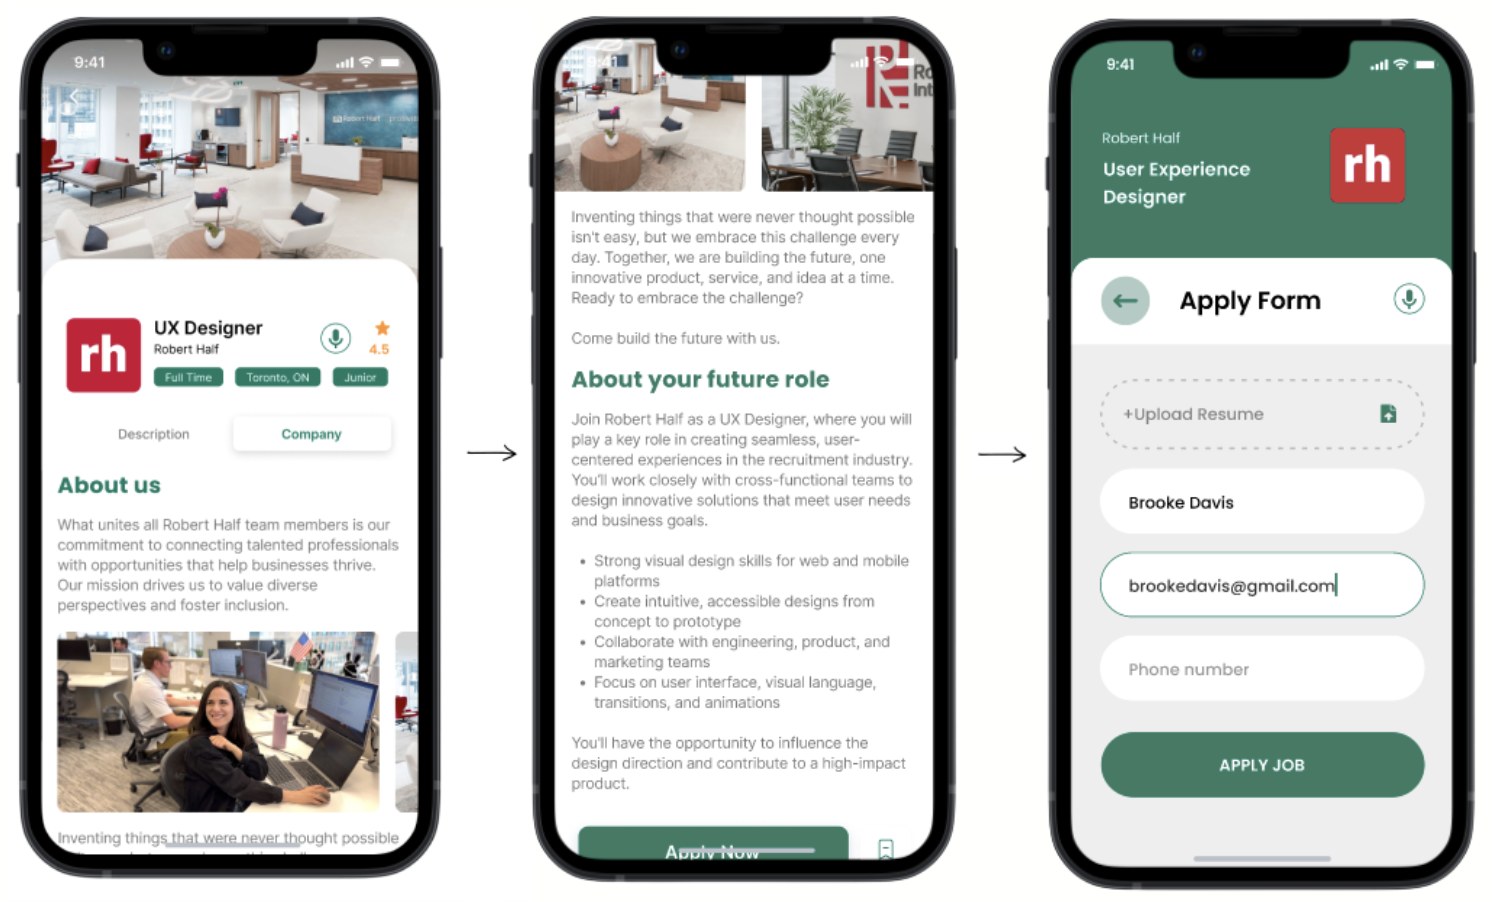 9:41
Robert Half
rh
UX Designer
Robert Half
4.5
Full Time
Toronto, ON
Junior
Description
Company
About us
What unites all Robert Half team members is our
commitment to connecting talented professionals
with opportunities that help businesses thrive.
Our mission drives us to value diverse
perspectives and foster inclusion.
Inventing things that were never thought possible
9:41
Inventing things that were never thought possible
isn't easy, but we embrace this challenge every
day. Together, we are building the future, one
innovative product, service, and idea at a time.
Ready to embrace the challenge?
Come build the future with us.
About your future role
Join Robert Half as a UX Designer, where you will
play a key role in creating seamless, user-
centered experiences in the recruitment industry.
You'll work closely with cross-functional teams to
design innovative solutions that meet user needs
and business goals.
• Strong visual design skills for web and mobile
platforms
• Create intuitive, accessible designs from
concept to prototype
• Collaborate with engineering, product, and
marketing teams
• Focus on user interface, visual language,
transitions, and animations
You'll have the opportunity to influence the
design direction and contribute to a high-impact
product.
Apply Now
9:41
Robert Half
User Experience
Designer
rh
Apply Form
+Upload Resume
Brooke Davis
brookedavis@gmail.com
Phone number
APPLY JOB